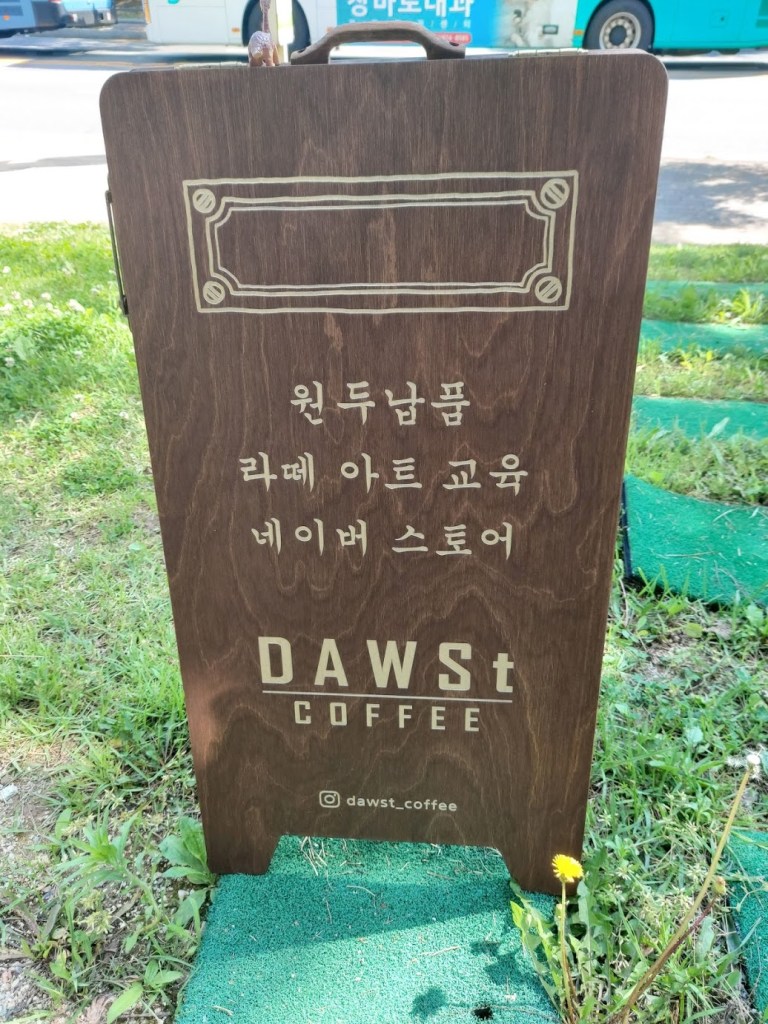 원두납품
라떼 아트 교육
네이버 스토어
DAWSt
COFFEE
dawst_coffee